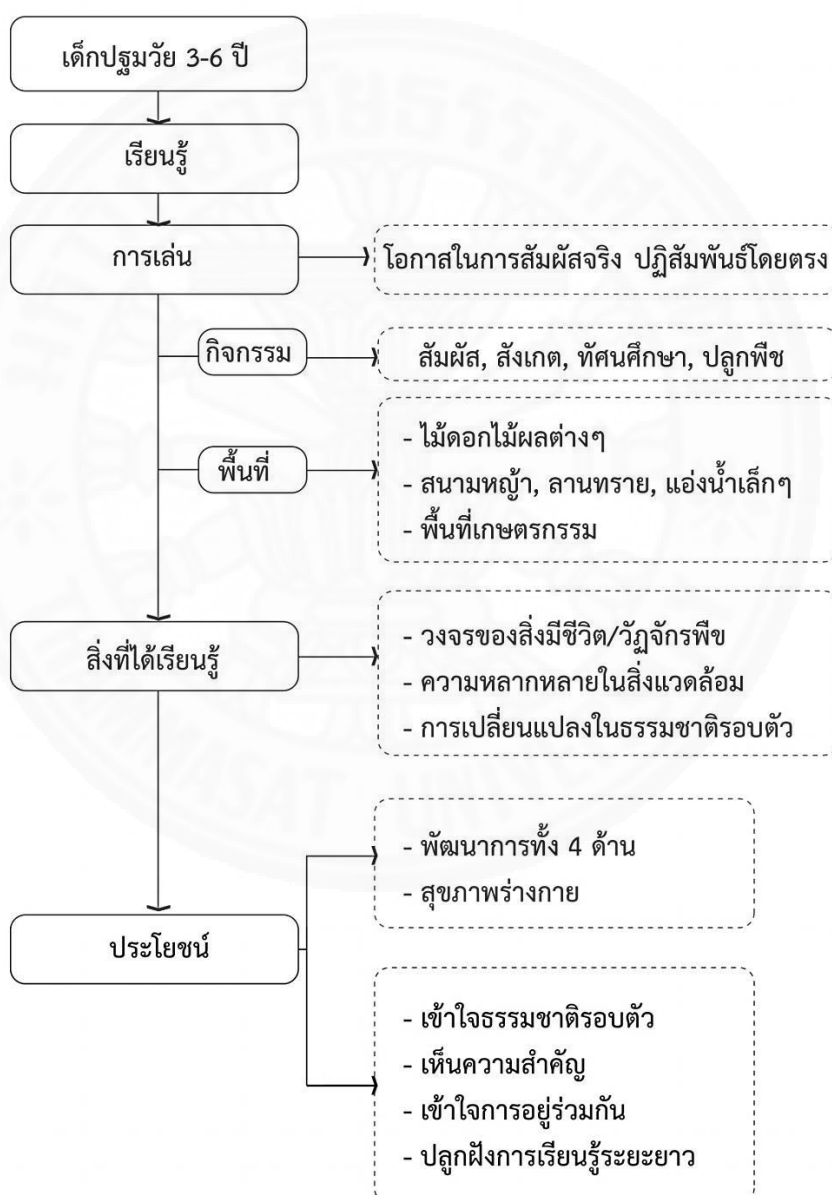 เด็กปฐมวัย 3-6 ปี
เรียนรู้
การเล่น
โอกาสในการสัมผัสจริง ปฏิสัมพันธ์โดยตรง
กิจกรรม
สัมผัส, สังเกต, ทัศนศึกษา, ปลูกพืช
พื้นที่
- ไม้ดอกไม้ผลต่างๆ
- สนามหญ้า, ลานทราย, แอ่งน้ำเล็กๆ
- พื้นที่เกษตรกรรม
สิ่งที่ได้เรียนรู้
- วงจรของสิ่งมีชีวิต/วัฏจักรพืข
- ความหลากหลายในสิ่งแวดล้อม
- การเปลี่ยนแปลงในธรรมชาติรอบตัว
ประโยชน์
- พัฒนาการทั้ง 4 ด้าน
- สุขภาพร่างกาย
- เข้าใจธรรมชาติรอบตัว
- เห็นความสำคัญ
- เข้าใจการอยู่ร่วมกัน
- ปลูกฝังการเรียนรู้ระยะยาว